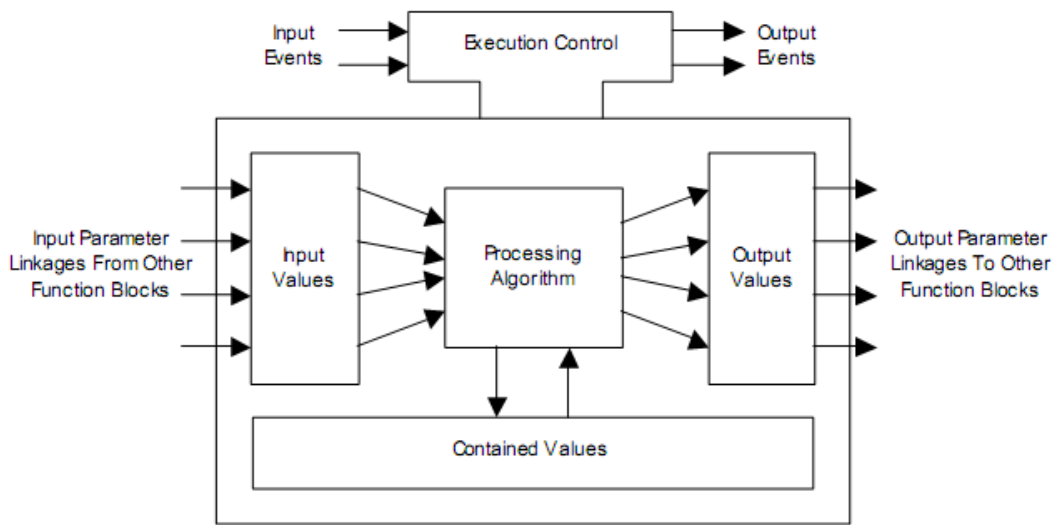 Input
Events
Execution Control
Output
Events
Input Parameter
Linkages From Other
Function Blocks
Input
Values
Processing
Algorithm
Output
Values
Output Parameter
Linkages To Other
Function Blocks
Contained Values